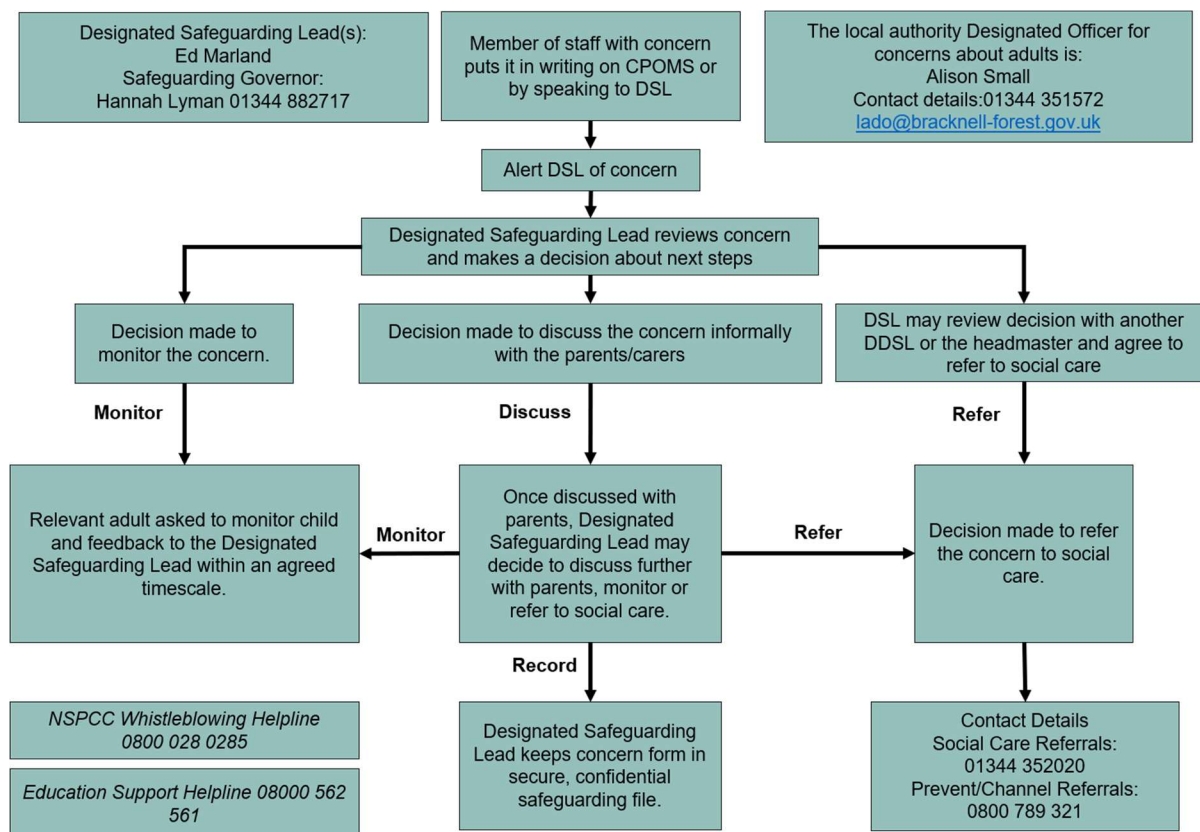 Designated Safeguarding Lead(s):
Ed Marland
Safeguarding Governor:
Hannah Lyman 01344 882717
Member of staff with concern
puts it in writing on CPOMS or
by speaking to DSL
The local authority Designated Officer for
concerns about adults is:
Alison Small
Contact details:01344 351572
lado@bracknell-forest.gov.uk
Alert DSL of concern
Designated Safeguarding Lead reviews concern
and makes a decision about next steps
Decision made to
monitor the concern.
Decision made to discuss the concern informally
with the parents/carers
DSL may review decision with another
DDSL or the headmaster and agree to
refer to social care
Monitor
Discuss
Refer
Relevant adult asked to monitor child
and feedback to the Designated
Safeguarding Lead within an agreed
timescale.
Monitor
Once discussed with
parents, Designated
Safeguarding Lead may
decide to discuss further
with parents, monitor or
refer to social care.
Refer
Decision made to refer
the concern to social
care.
Record
NSPCC Whistleblowing Helpline
0800 028 0285
Education Support Helpline 08000 562
561
Designated Safeguarding
Lead keeps concern form in
secure, confidential
safeguarding file.
Contact Details
Social Care Referrals:
01344 352020
Prevent/Channel Referrals:
0800 789 321